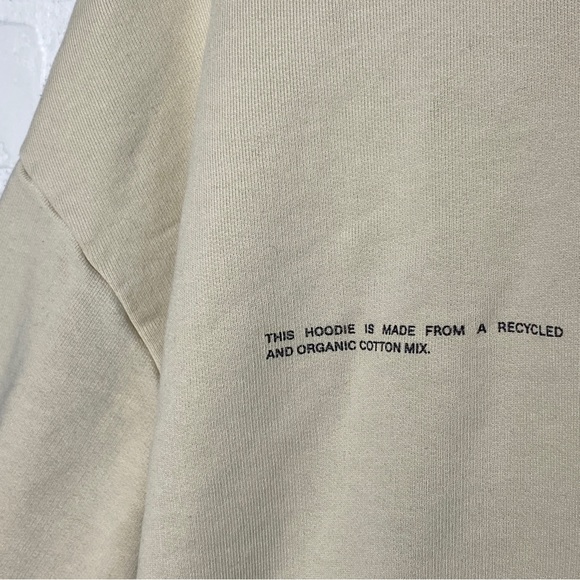 THIS HOODIE IS MADE FROM A RECYCLED
AND ORGANIC COTTON MIX.